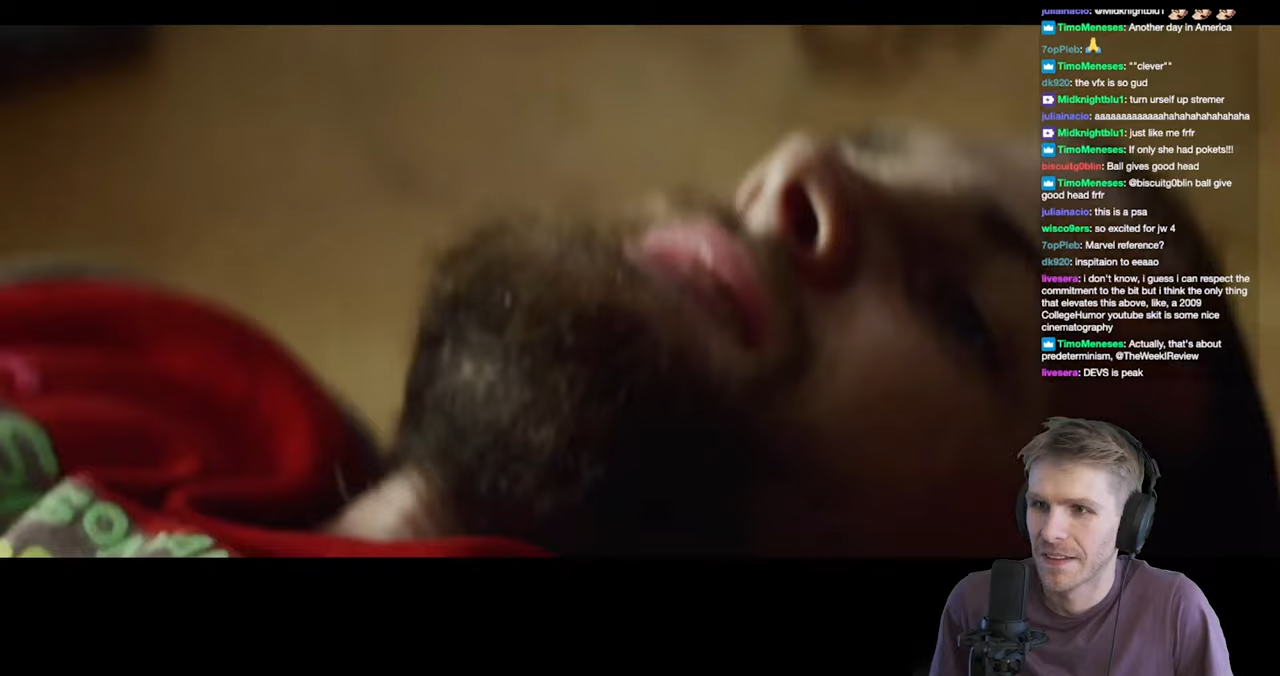 juliainacio: @Midknightblu1
TimoMeneses: Another day in America
7opPleb:
TimoMeneses: ""clever""
dk920: the vfx is so gud
Midknightblu1: turn urself up stremer
juliainacio: aaaaaaaaaaaaahahahahahahahaha
Midknightblu1: just like me frfr
TimoMeneses: If only she had pokets!!!
biscuitg0blin: Ball gives good head
TimoMeneses: @biscuitg0blin ball give
good head frfr
juliainacio: this is a psa
wisco9ers: so excited for jw 4
7opPleb: Marvel reference?
dk920: inspitaion to eeaao
livesera: i don't know, i guess i can respect the
commitment to the bit but i think the only thing
that elevates this above, like, a 2009
CollegeHumor youtube skit is some nice
cinematography
TimoMeneses: Actually, that's about
predeterminism, @TheWeeklReview
livesera: DEVS is peak